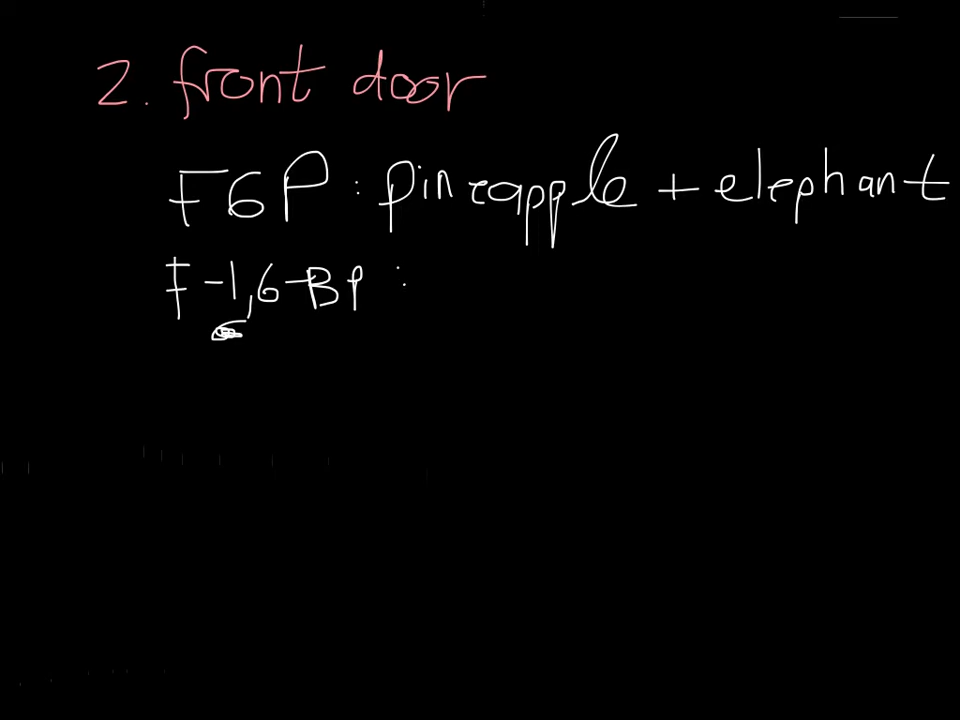 2. front door
F6P : pineapple + elephant
F-1,6-BP :